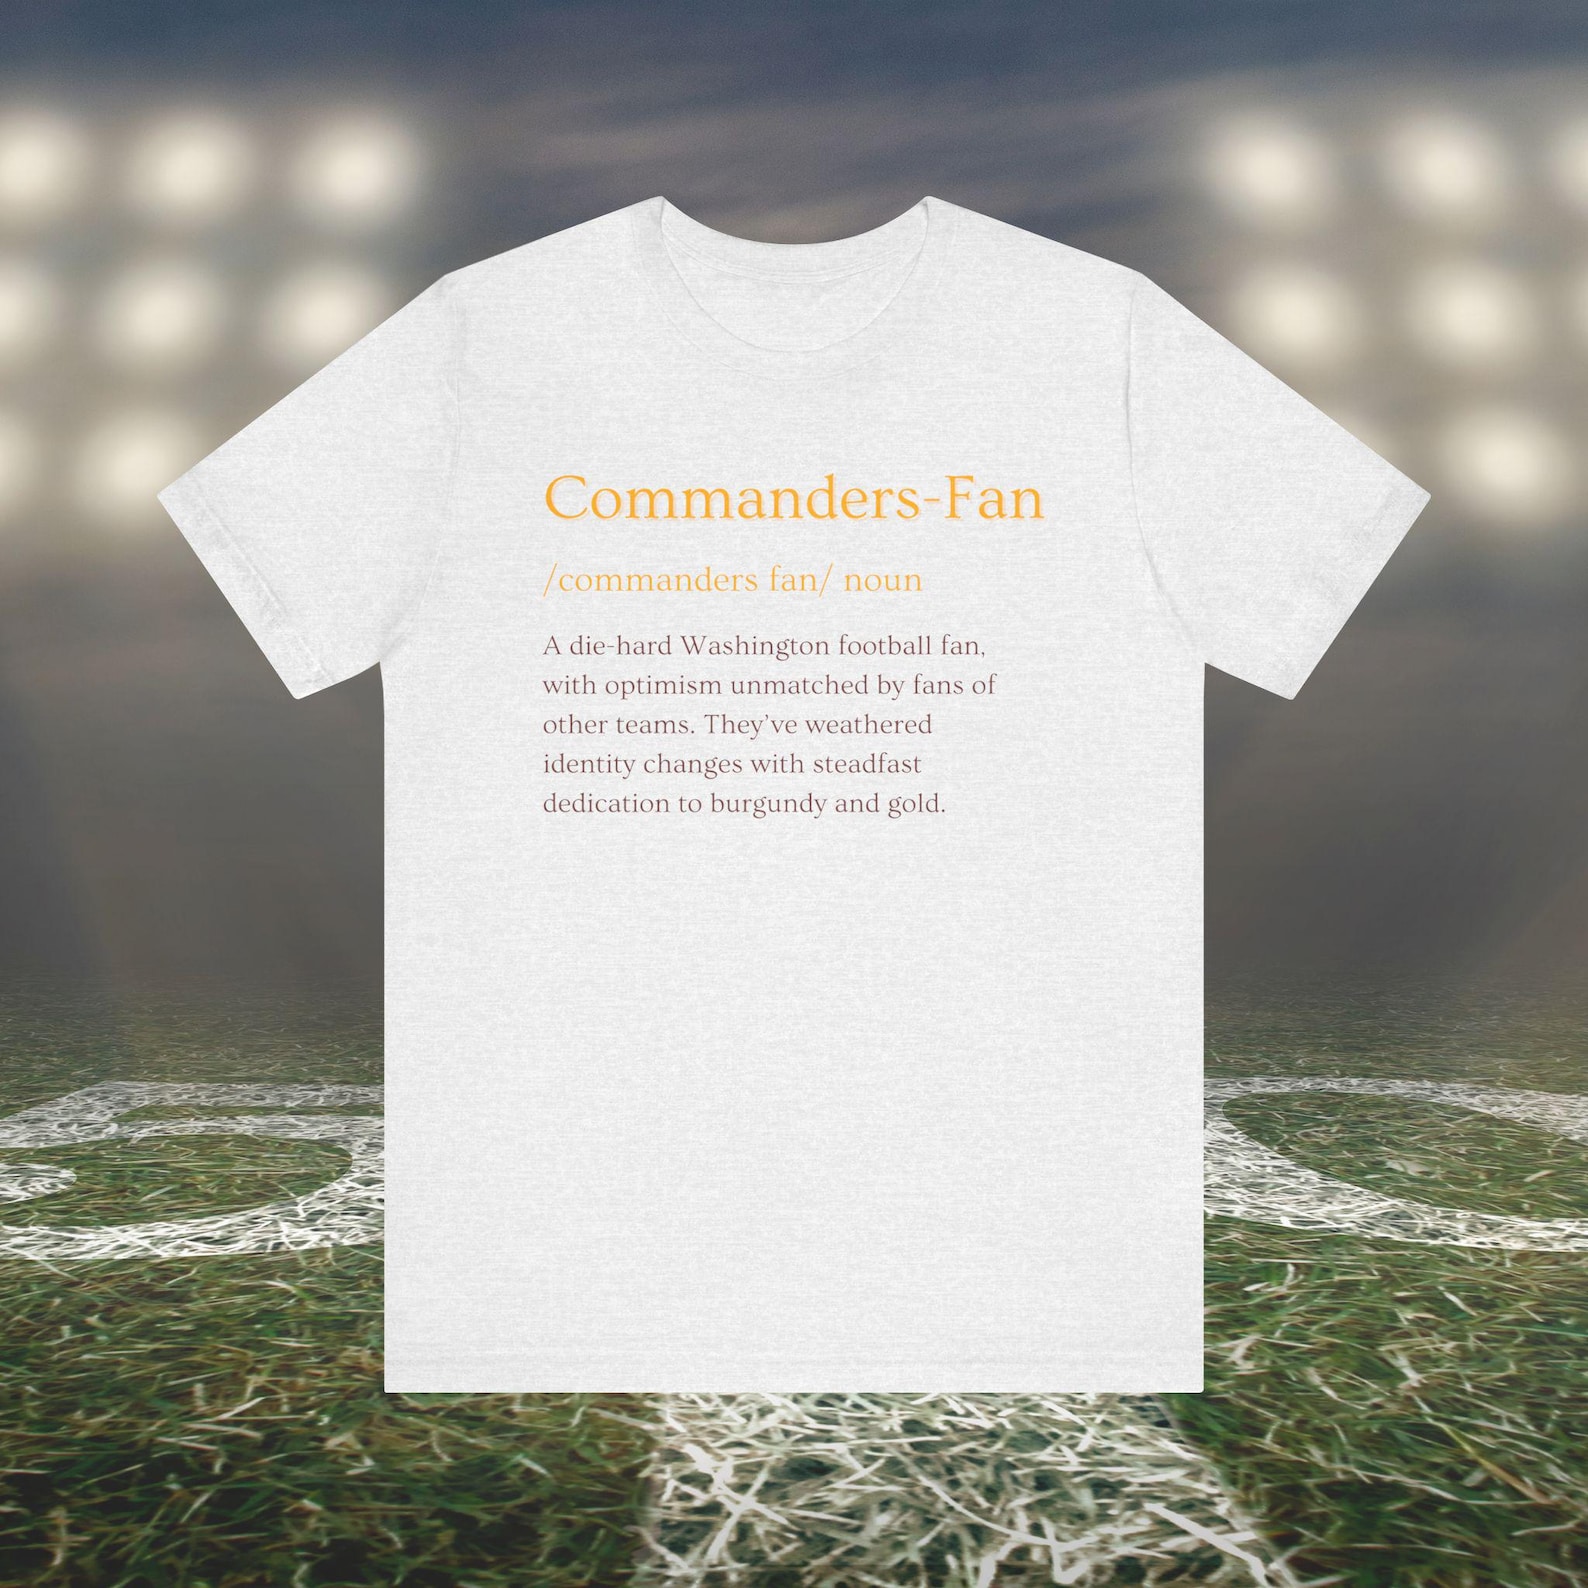 Commanders-Fan
/commanders fan/ noun
A die-hard Washington football fan,
with optimism unmatched by fans of
other teams. They’ve weathered
identity changes with steadfast
dedication to burgundy and gold.